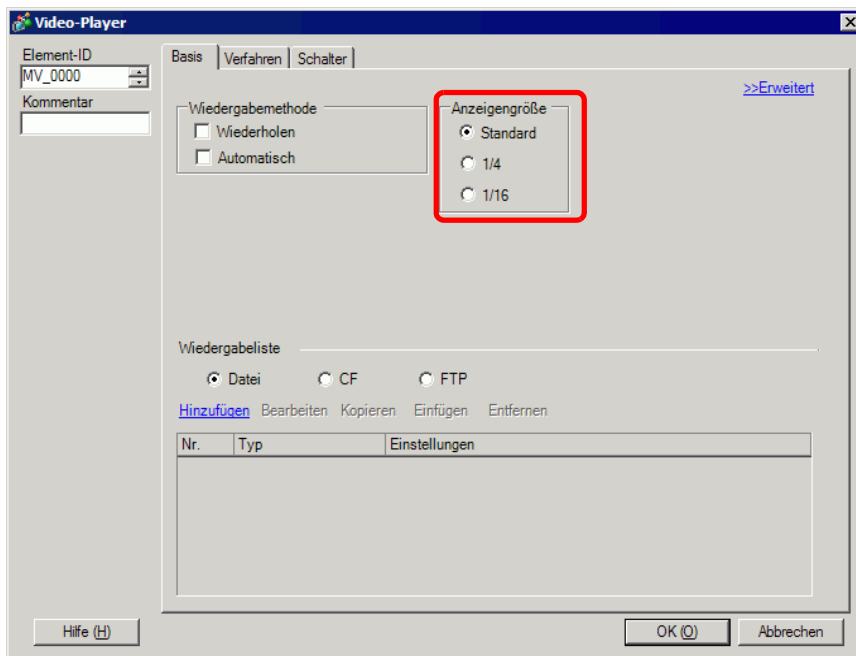 Video-Player
Element-ID
MV_0000
Kommentar
Basis Verfahren Schalter
>>Erweitert
Wiedergabemethode
Wiederholen
Automatisch
Anzeigengröße
Standard
1/4
1/16
Wiedergabeliste
Datei CF FTP
Hinzufügen Bearbeiten Kopieren Einfügen Entfernen
Nr. Typ Einstellungen
Hilfe (H) OK (O) Abbrechen